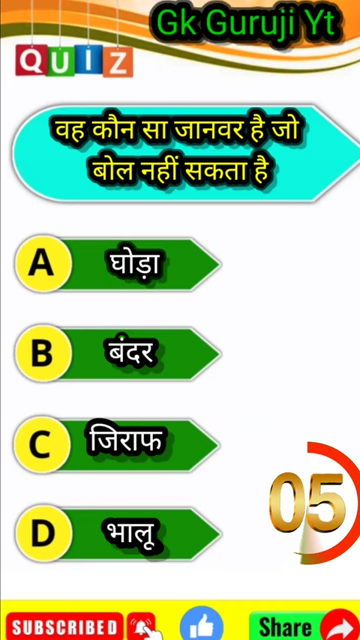 Gk Guruji Yt
QUIZ
वह कौन सा जानवर है जो
बोल नहीं सकता है
A घोड़ा
B बंदर
C जिराफ
05
D भालू
SUBSCRIBED Share